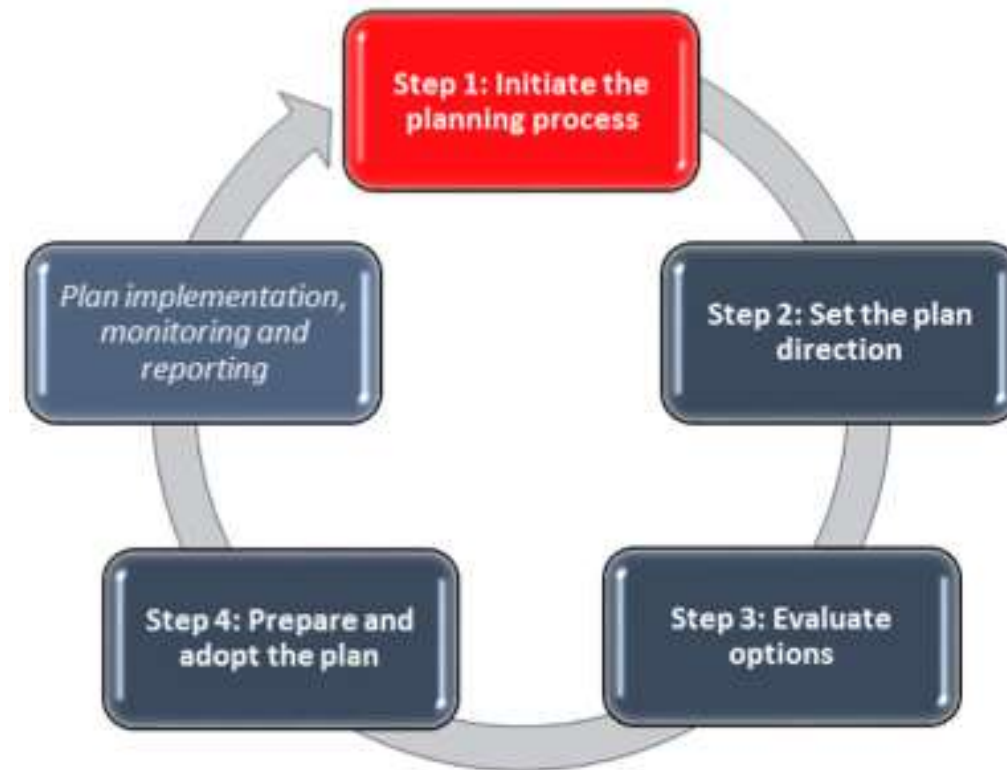 Step 1: Initiate the
planning process
Step 2: Set the plan
direction
Step 3: Evaluate
options
Step 4: Prepare and
adopt the plan
Plan implementation,
monitoring and
reporting